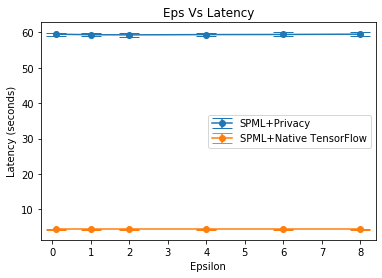 Eps Vs Latency
60
50
40
30
20
10
Latency (seconds)
SPML+Privacy
SPML+Native TensorFlow
0 1 2 3 4 5 6 7 8
Epsilon